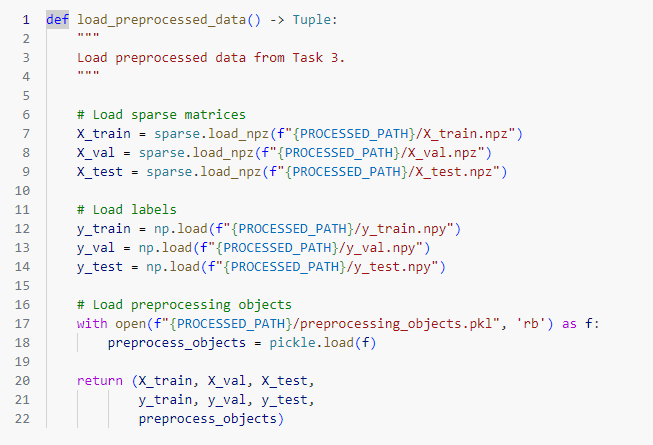 1 def load_preprocessed_data() -> Tuple:
2     """
3     Load preprocessed data from Task 3.
4     """
5
6     # Load sparse matrices
7     X_train = sparse.load_npz(f"{PROCESSED_PATH}/X_train.npz")
8     X_val = sparse.load_npz(f"{PROCESSED_PATH}/X_val.npz")
9     X_test = sparse.load_npz(f"{PROCESSED_PATH}/X_test.npz")
10
11     # Load labels
12     y_train = np.load(f"{PROCESSED_PATH}/y_train.npy")
13     y_val = np.load(f"{PROCESSED_PATH}/y_val.npy")
14     y_test = np.load(f"{PROCESSED_PATH}/y_test.npy")
15
16     # Load preprocessing objects
17     with open(f"{PROCESSED_PATH}/preprocessing_objects.pkl", 'rb') as f:
18         preprocess_objects = pickle.load(f)
19
20     return (X_train, X_val, X_test,
21             y_train, y_val, y_test,
22             preprocess_objects)